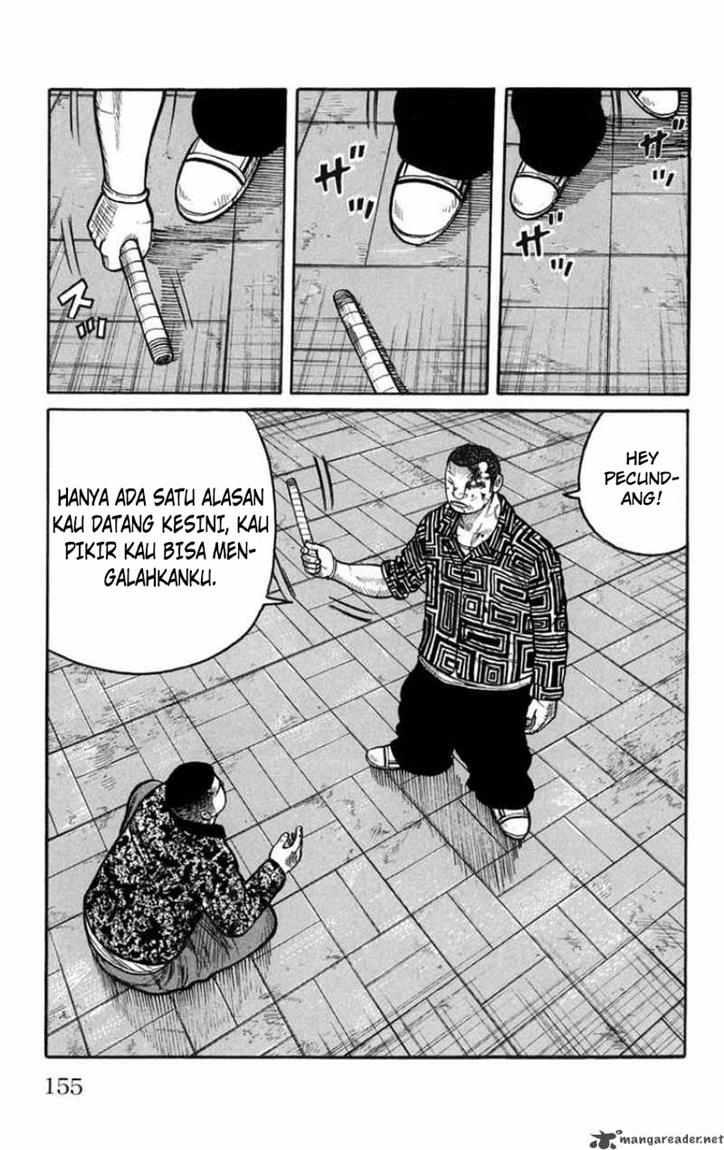 ザッ
ザッ
ザッ
ザッ
スッ
HEY
PECUND-
ANG!
HANYA ADA SATU ALASAN
KAU DATANG KESINI, KAU
PIKIR KAU BISA MEN-
GALAHKANKU.
155
mangareader.net